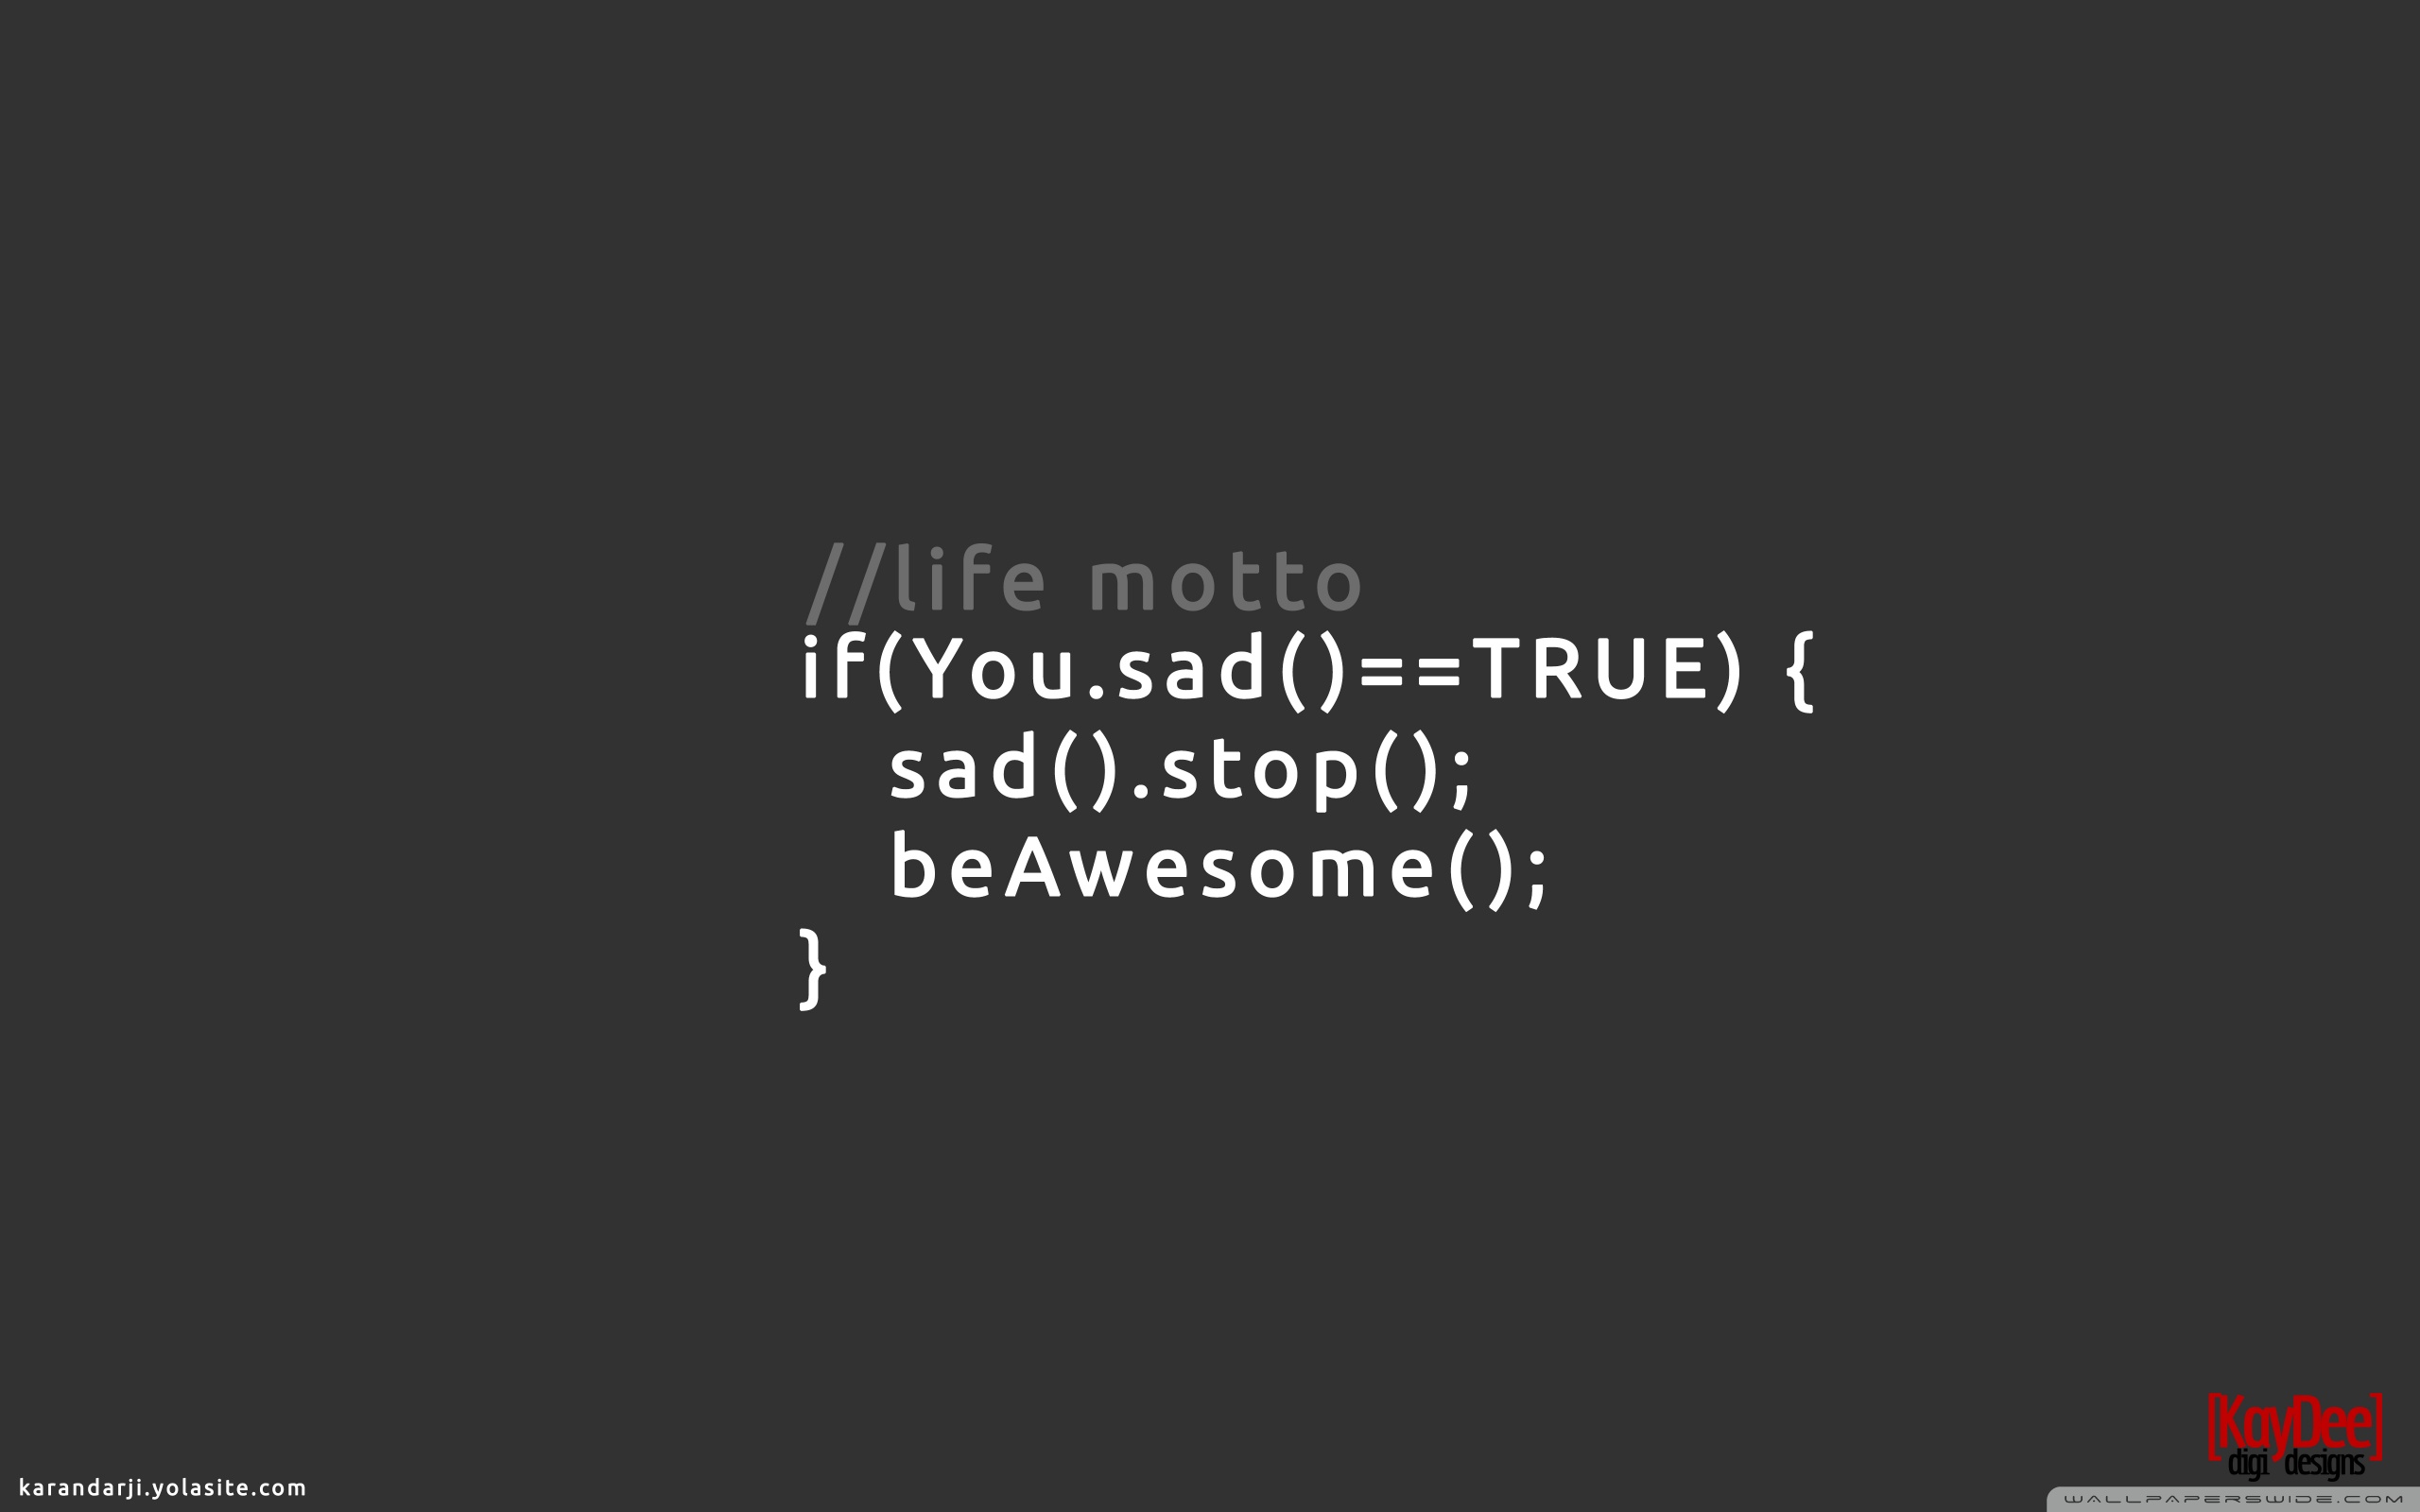 //life motto
if(You.sad()==TRUE) {
sad().stop();
beAwesome();
}
[KayDee]
digi designs
karandarji.yolasite.com
WALLPAPERSWIDE.COM